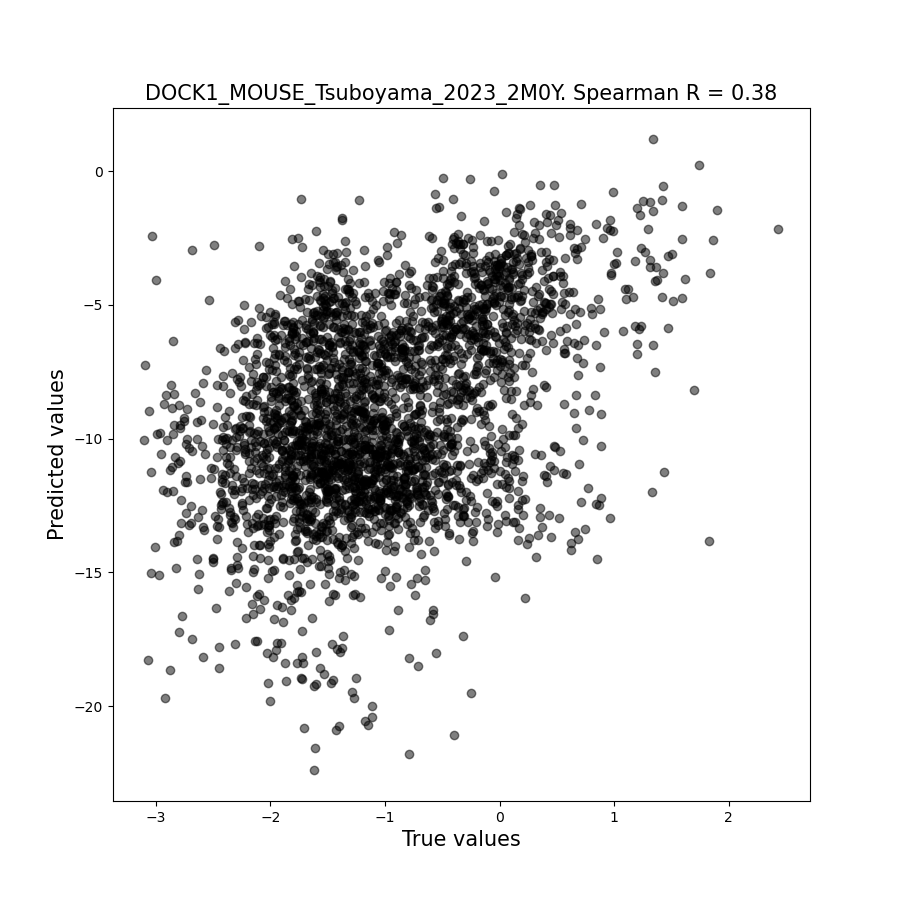 DOCK1_MOUSE_Tsuboyama_2023_2M0Y. Spearman R = 0.38
0
−5
−10
−15
−20
Predicted values
−3 −2 −1 0 1 2
True values